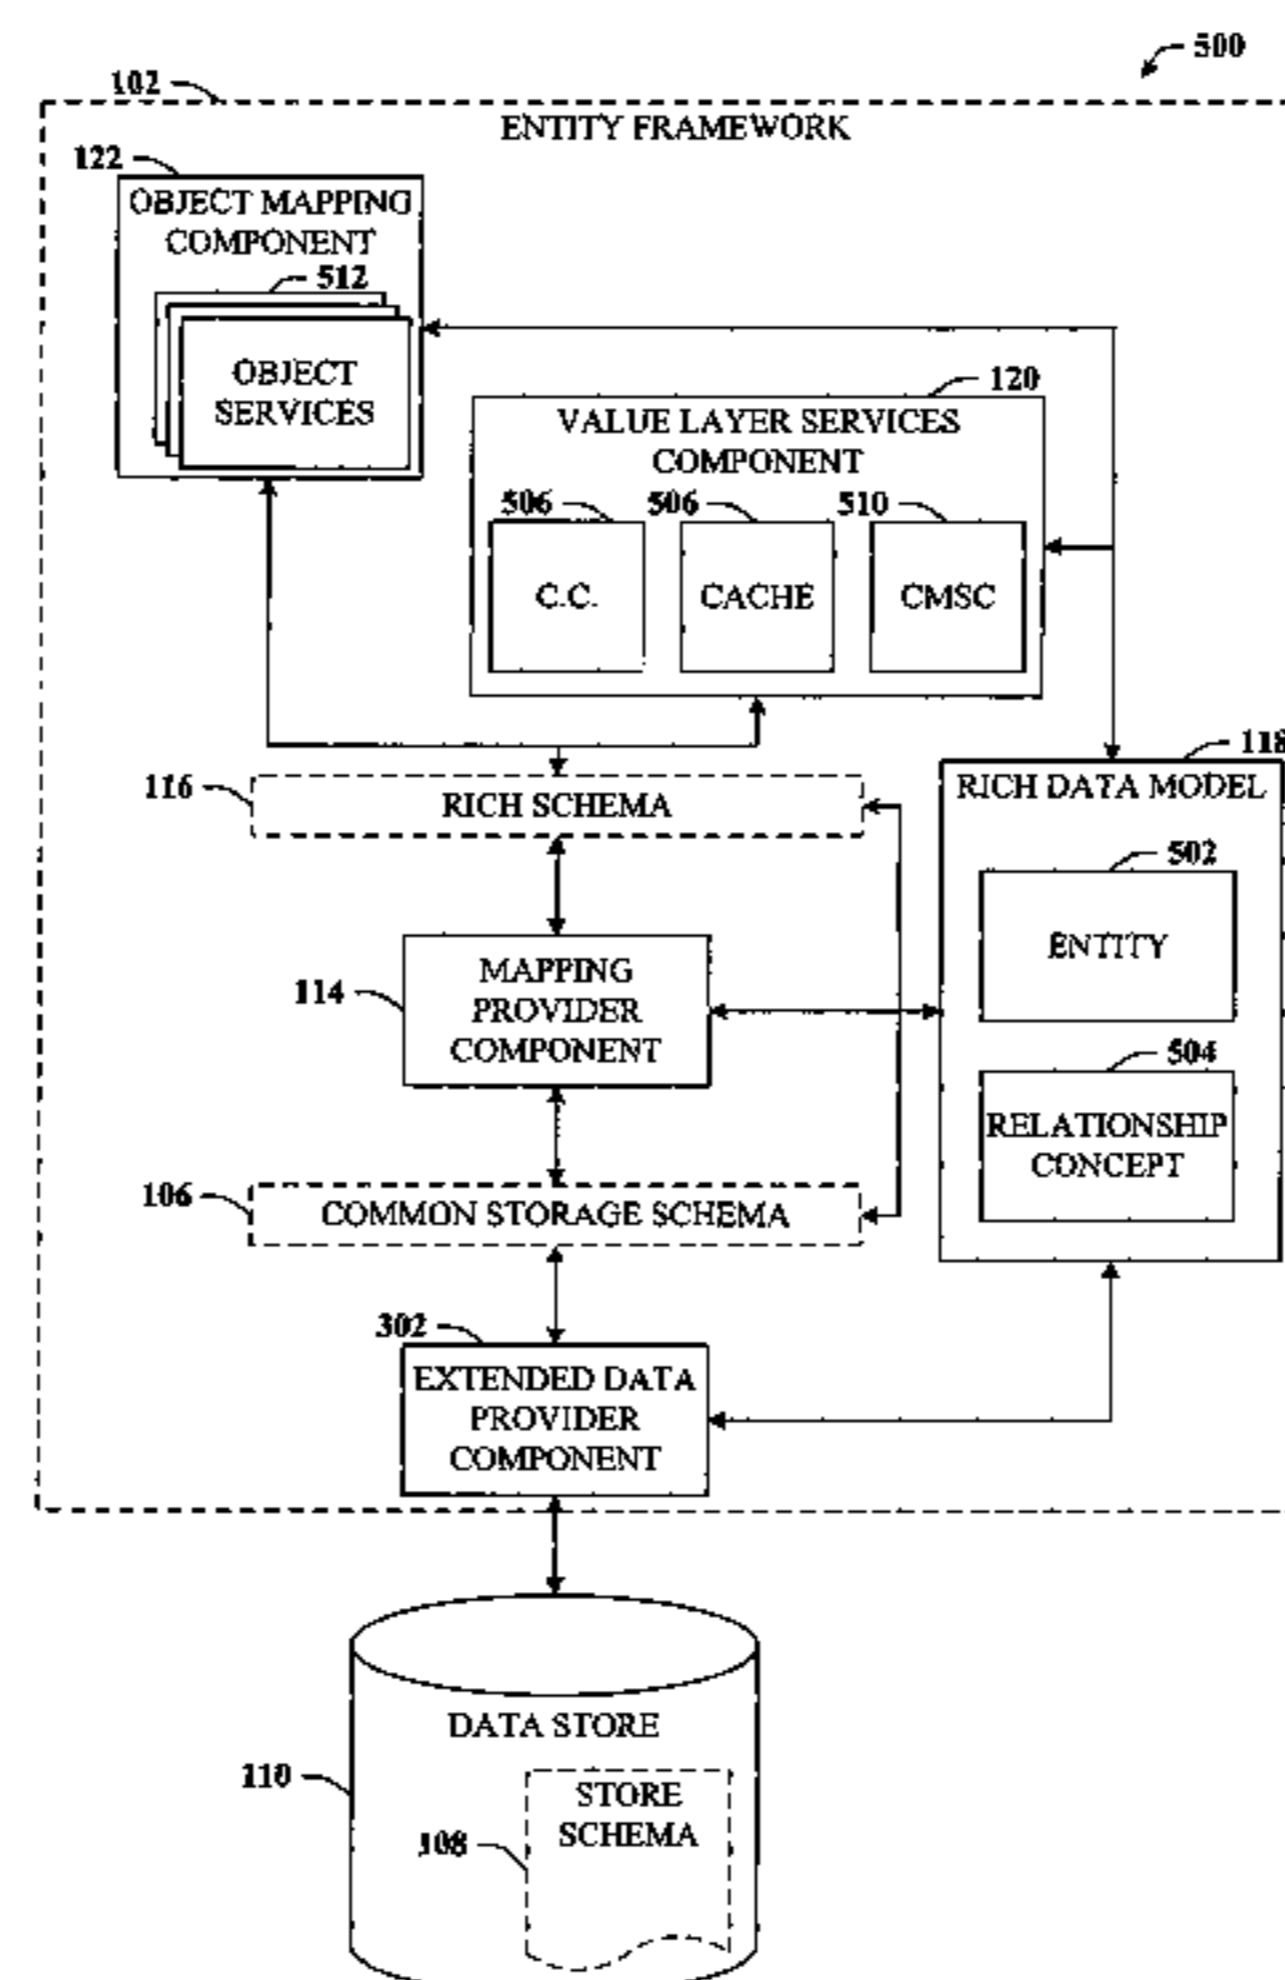 500
102
ENTITY FRAMEWORK
122
OBJECT MAPPING
COMPONENT
512
OBJECT
SERVICES
120
VALUE LAYER SERVICES
COMPONENT
506
506
510
C.C.
CACHE
CMSC
118
116
RICH SCHEMA
RICH DATA MODEL
502
ENTITY
114
MAPPING
PROVIDER
COMPONENT
504
RELATIONSHIP
CONCEPT
106
COMMON STORAGE SCHEMA
302
EXTENDED DATA
PROVIDER
COMPONENT
DATA STORE
110
STORE
SCHEMA
108